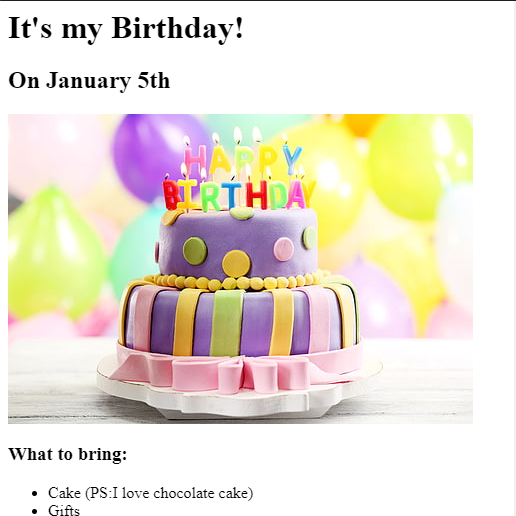 It's my Birthday!
On January 5th
HAPPY
BIRTHDAY
What to bring:
Cake (PS:I love chocolate cake)
Gifts